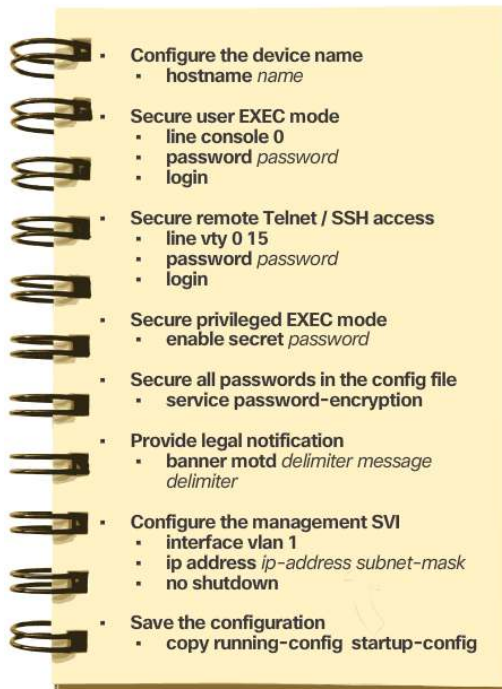 ▪ Configure the device name
▪ hostname name
▪ Secure user EXEC mode
▪ line console 0
▪ password password
▪ login
▪ Secure remote Telnet / SSH access
▪ line vty 0 15
▪ password password
▪ login
▪ Secure privileged EXEC mode
▪ enable secret password
▪ Secure all passwords in the config file
▪ service password-encryption
▪ Provide legal notification
▪ banner motd delimiter message
delimiter
▪ Configure the management SVI
▪ interface vlan 1
▪ ip address ip-address subnet-mask
▪ no shutdown
▪ Save the configuration
▪ copy running-config startup-config